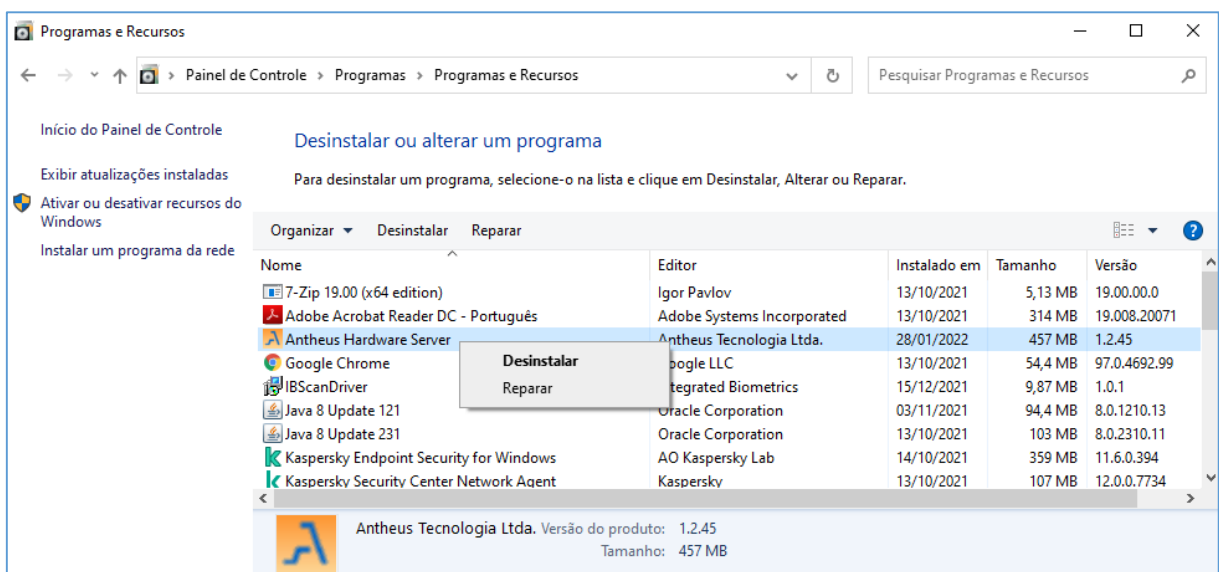 Programas e Recursos
Painel de Controle > Programas > Programas e Recursos
Pesquisar Programas e Recursos
Início do Painel de Controle
Exibir atualizações instaladas
Ativar ou desativar recursos do
Windows
Instalar um programa da rede
Desinstalar ou alterar um programa
Para desinstalar um programa, selecione-o na lista e clique em Desinstalar, Alterar ou Reparar.
Organizar Desinstalar Reparar
Nome Editor Instalado em Tamanho Versão
7-Zip 19.00 (x64 edition) Igor Pavlov 13/10/2021 5,13 MB 19.00.00.0
Adobe Acrobat Reader DC - Português Adobe Systems Incorporated 13/10/2021 314 MB 19.008.20071
Antheus Hardware Server Antheus Tecnologia Ltda. 28/01/2022 457 MB 1.2.45
Google Chrome oogle LLC 13/10/2021 54,4 MB 97.0.4692.99
IBScanDriver tegrated Biometrics 15/12/2021 9,87 MB 1.0.1
Java 8 Update 121 Oracle Corporation 03/11/2021 94,4 MB 8.0.1210.13
Java 8 Update 231 Oracle Corporation 13/10/2021 103 MB 8.0.2310.11
Kaspersky Endpoint Security for Windows AO Kaspersky Lab 14/10/2021 359 MB 11.6.0.394
Kaspersky Security Center Network Agent Kaspersky 13/10/2021 107 MB 12.0.0.7734
Desinstalar
Reparar
Antheus Tecnologia Ltda. Versão do produto: 1.2.45
Tamanho: 457 MB